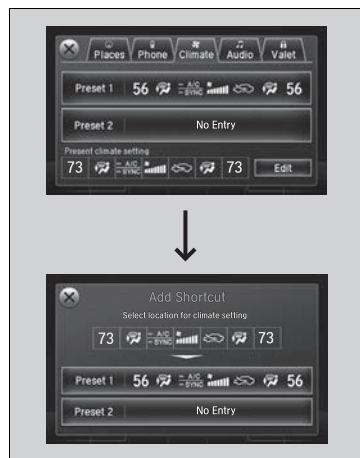 Places Phone Climate Audio Valet
Preset 1 56 A/C SYNC 56
Preset 2 No Entry
Present climate setting
73 A/C SYNC 73 Edit
Add Shortcut
Select location for climate setting
73 A/C SYNC 73
Preset 1 56 A/C SYNC 56
Preset 2 No Entry